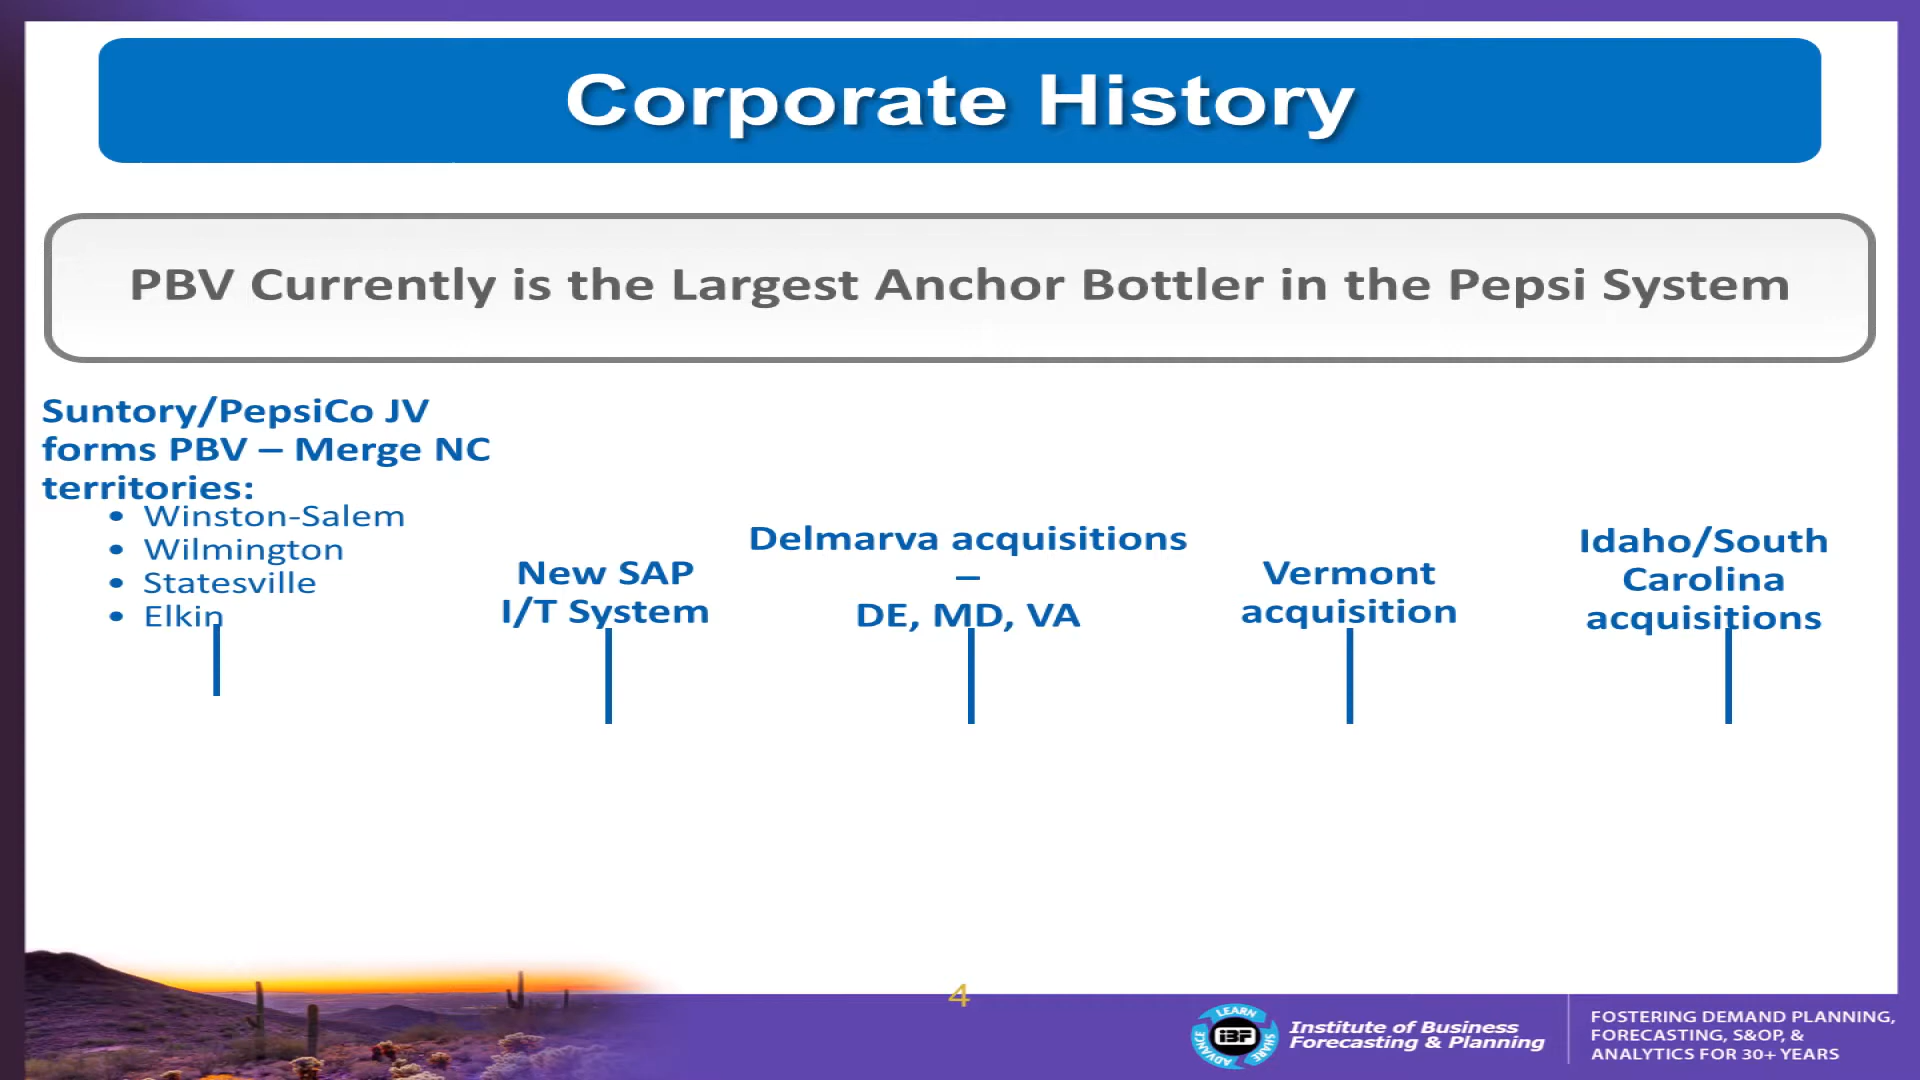 Corporate History
PBV Currently is the Largest Anchor Bottler in the Pepsi System
Suntory/PepsiCo JV
forms PBV – Merge NC
territories:
• Winston-Salem
• Wilmington
• Statesville
• Elkin
New SAP
I/T System
Delmarva acquisitions
–
DE, MD, VA
Vermont
acquisition
Idaho/South
Carolina
acquisitions
4
LEARN
SHARE
ADVANCE
iBF
Institute of Business
Forecasting & Planning
FOSTERING DEMAND PLANNING,
FORECASTING, S&OP, &
ANALYTICS FOR 30+ YEARS